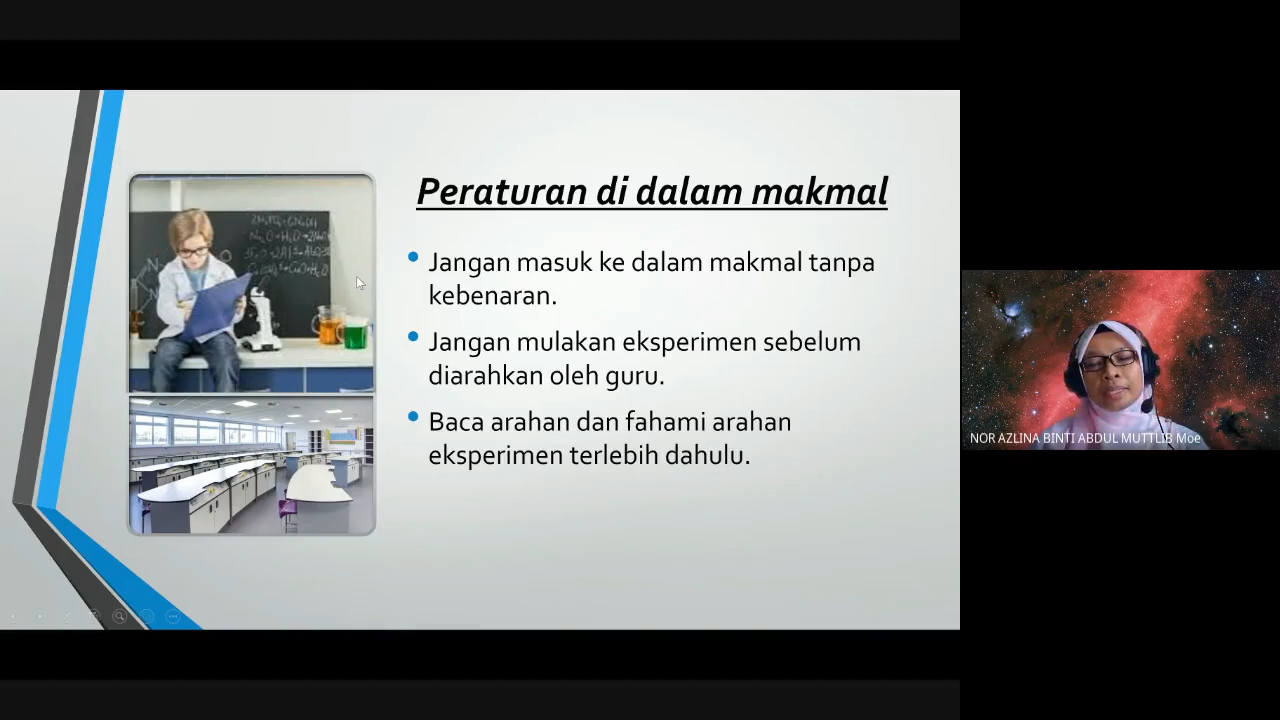 Peraturan di dalam makmal
Jangan masuk ke dalam makmal tanpa
kebenaran.
Jangan mulakan eksperimen sebelum
diarahkan oleh guru.
Baca arahan dan fahami arahan
eksperimen terlebih dahulu.
NOR AZLINA BINTI ABDUL MUTTLIB Moe